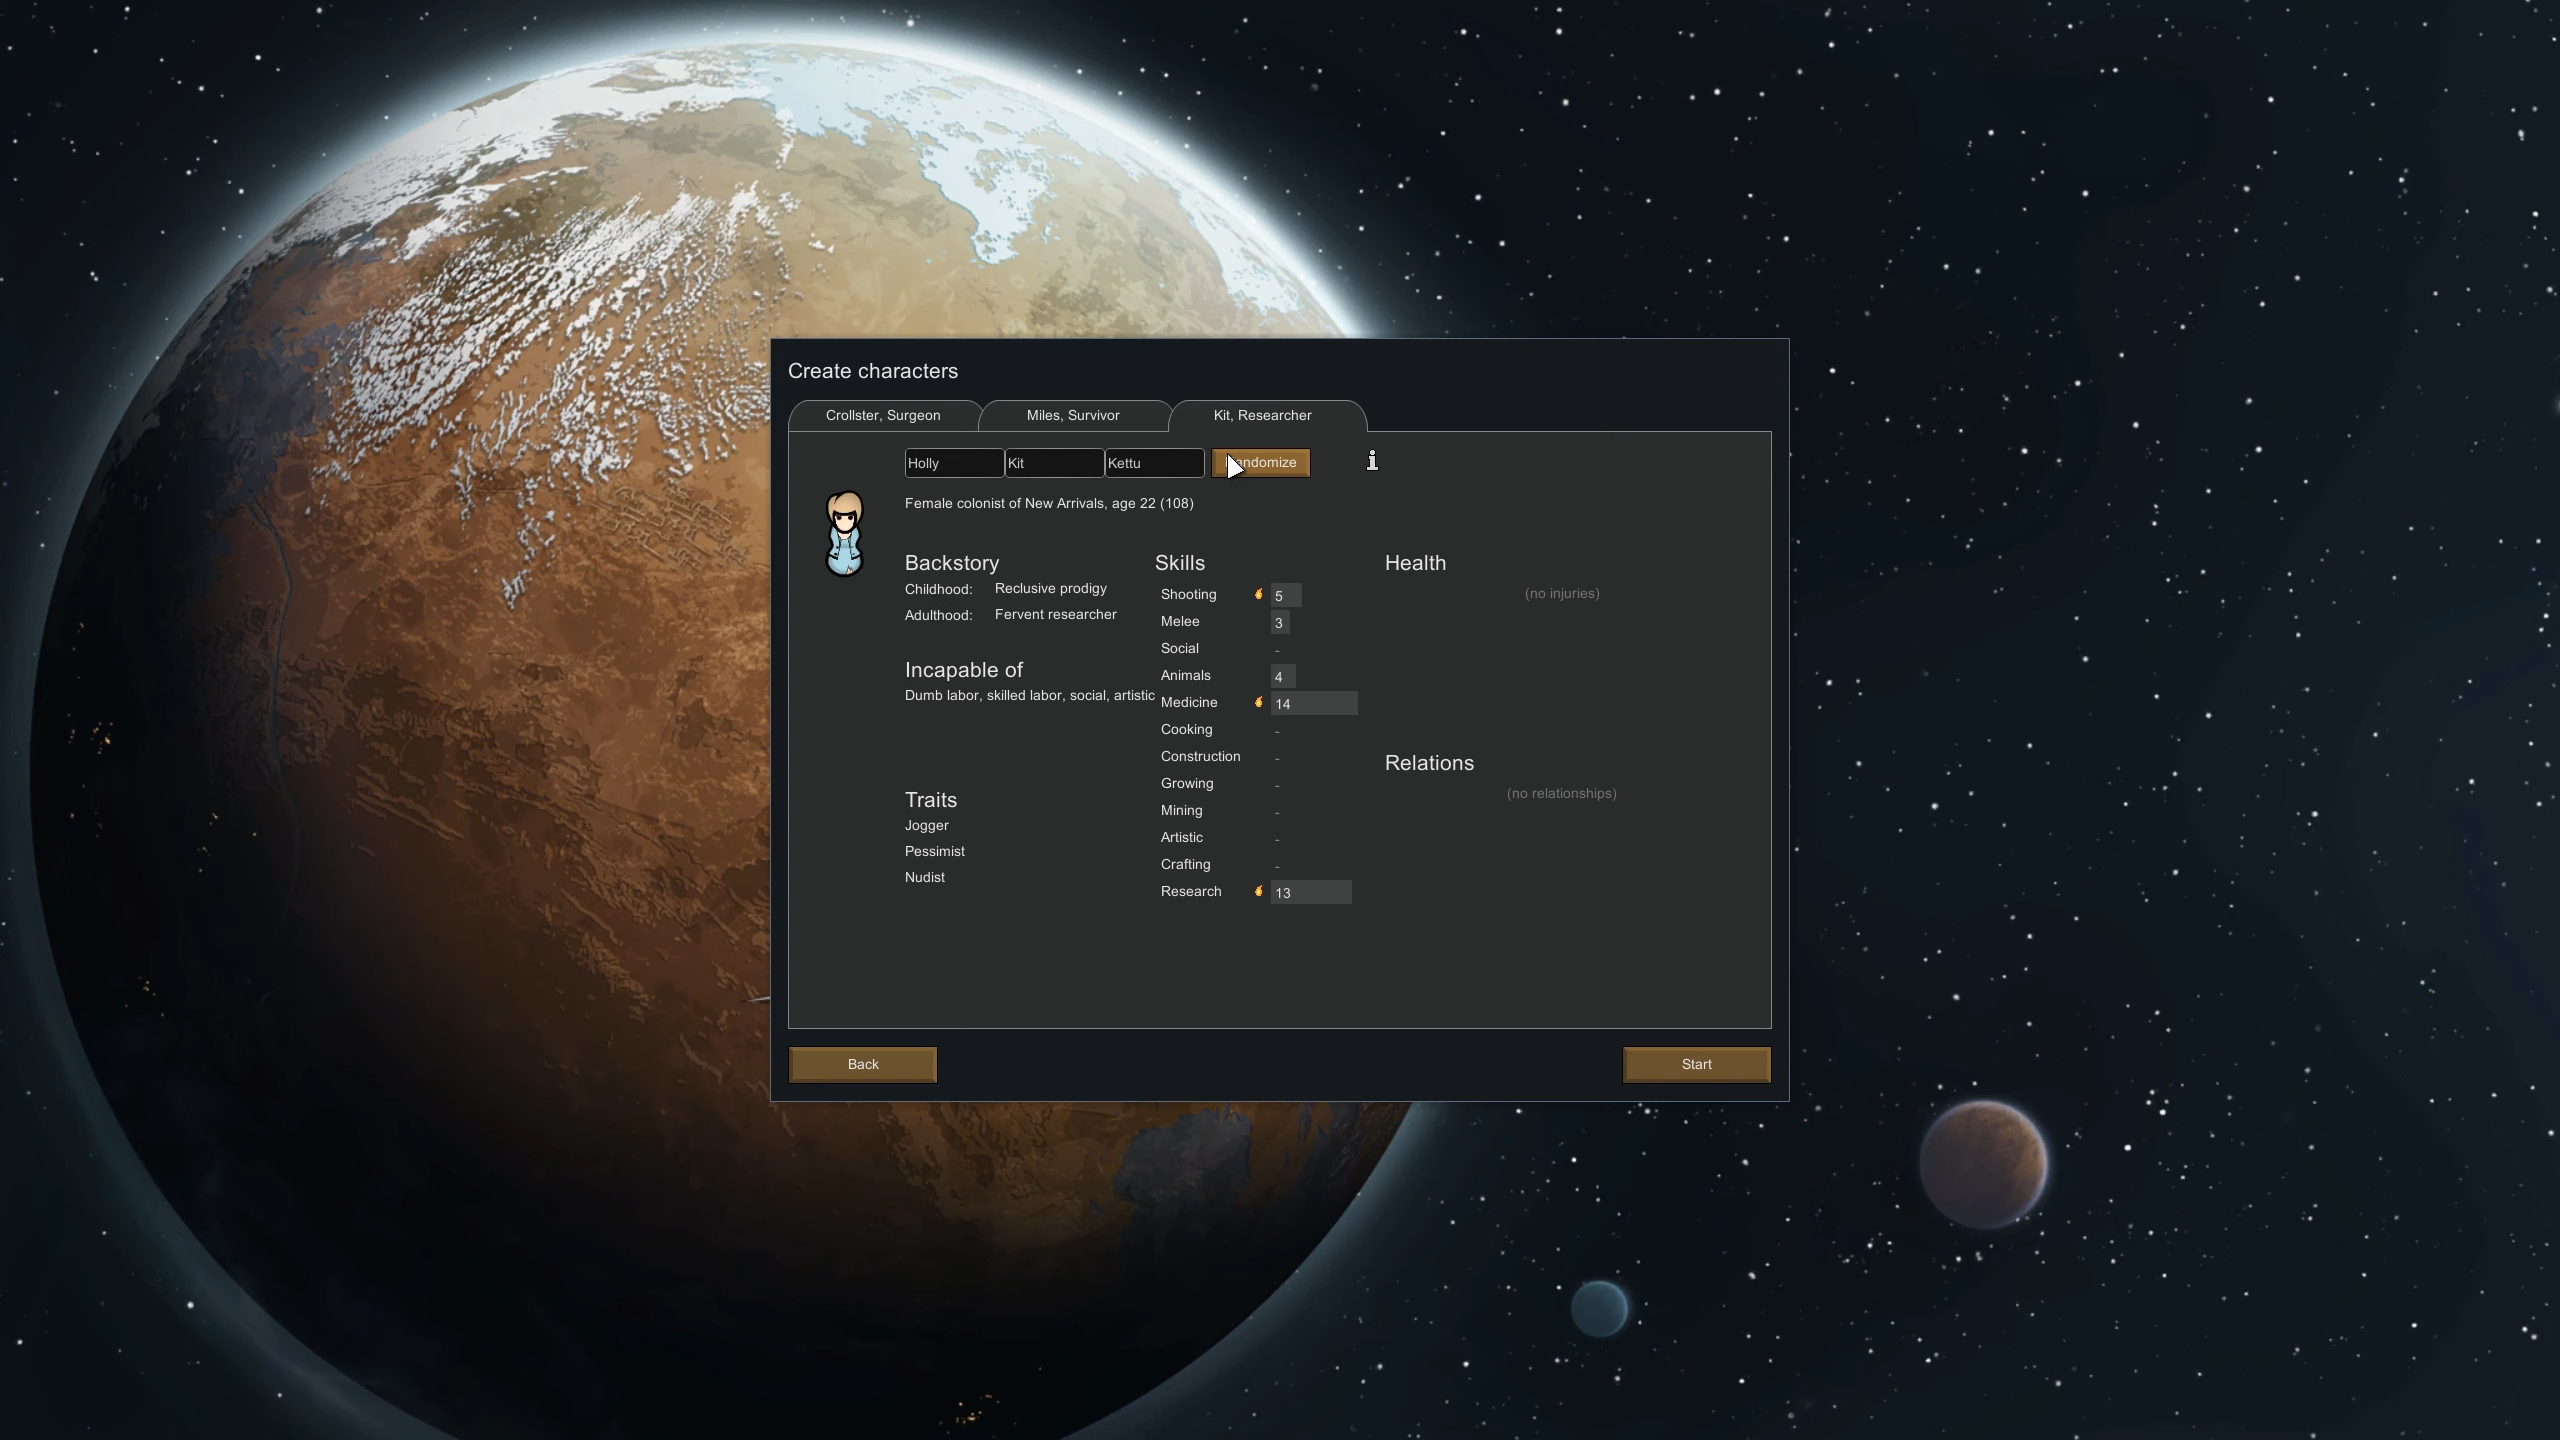 Create characters
Crollster, Surgeon
Miles, Survivor
Kit, Researcher
Holly
Kit
Kettu
Female colonist of New Arrivals, age 22 (108)
Backstory
Childhood: Reclusive prodigy
Adulthood: Fervent researcher
Incapable of
Dumb labor, skilled labor, social, artistic
Traits
Jogger
Pessimist
Nudist
Skills
Shooting 5
Melee 3
Social -
Animals 4
Medicine 14
Cooking -
Construction -
Growing -
Mining -
Artistic -
Crafting -
Research 13
Health
(no injuries)
Relations
(no relationships)
Back
Start